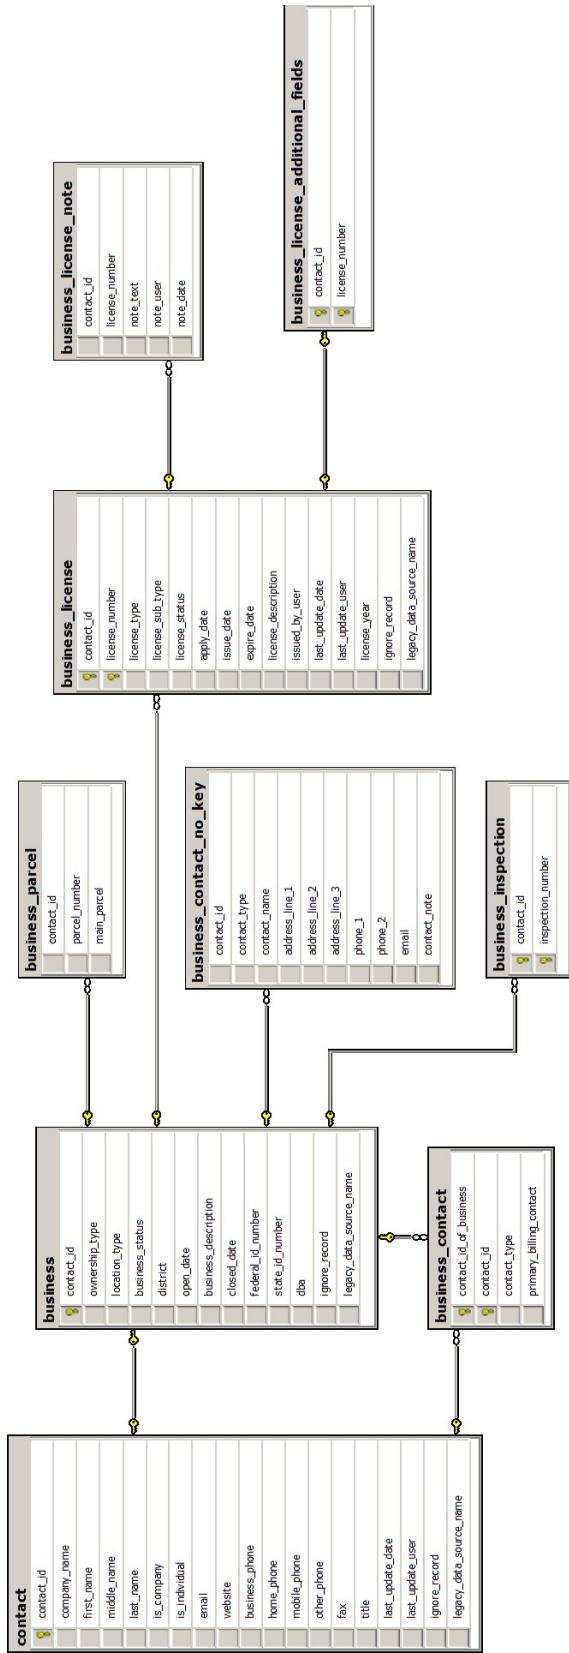 contact
contact_id
company_name
first_name
middle_name
last_name
is_company
is_individual
email
website
business_phone
home_phone
mobile_phone
other_phone
fax
title
last_update_date
last_update_user
ignore_record
legacy_data_source_name
business
contact_id
ownership_type
location_type
business_status
district
open_date
business_description
closed_date
federal_id_number
state_id_number
dba
ignore_record
legacy_data_source_name
business_contact
contact_id_of_business
contact_id
contact_type
primary_billing_contact
business_parcel
contact_id
parcel_number
main_parcel
business_contact_no_key
contact_id
contact_type
contact_name
address_line_1
address_line_2
address_line_3
phone_1
phone_2
email
contact_note
business_inspection
contact_id
inspection_number
business_license
contact_id
license_number
license_type
license_sub_type
license_status
apply_date
issue_date
expire_date
license_description
issued_by_user
last_update_date
last_update_user
license_year
ignore_record
legacy_data_source_name
business_license_note
contact_id
license_number
note_text
note_user
note_date
business_license_additional_fields
contact_id
license_number